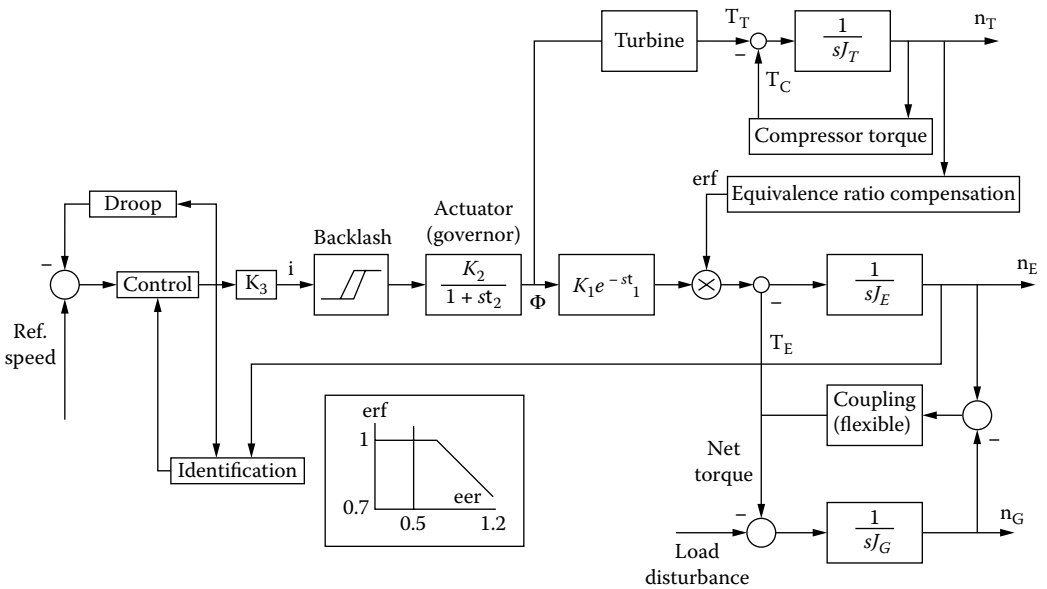 T_T
n_T
Turbine
−
1
sJ_T
−
T_C
Compressor torque
erf
Equivalence ratio compensation
Droop
Actuator
(governor)
Backlash
−
Control
K_3
i
K_2
1 + st_2
Φ
K_1e^{−st_1}
×
−
1
sJ_E
n_E
Ref.
speed
T_E
Coupling
(flexible)
−
Identification
erf
1
eer
0.7
0.5
1.2
Net
torque
−
1
sJ_G
n_G
Load
disturbance